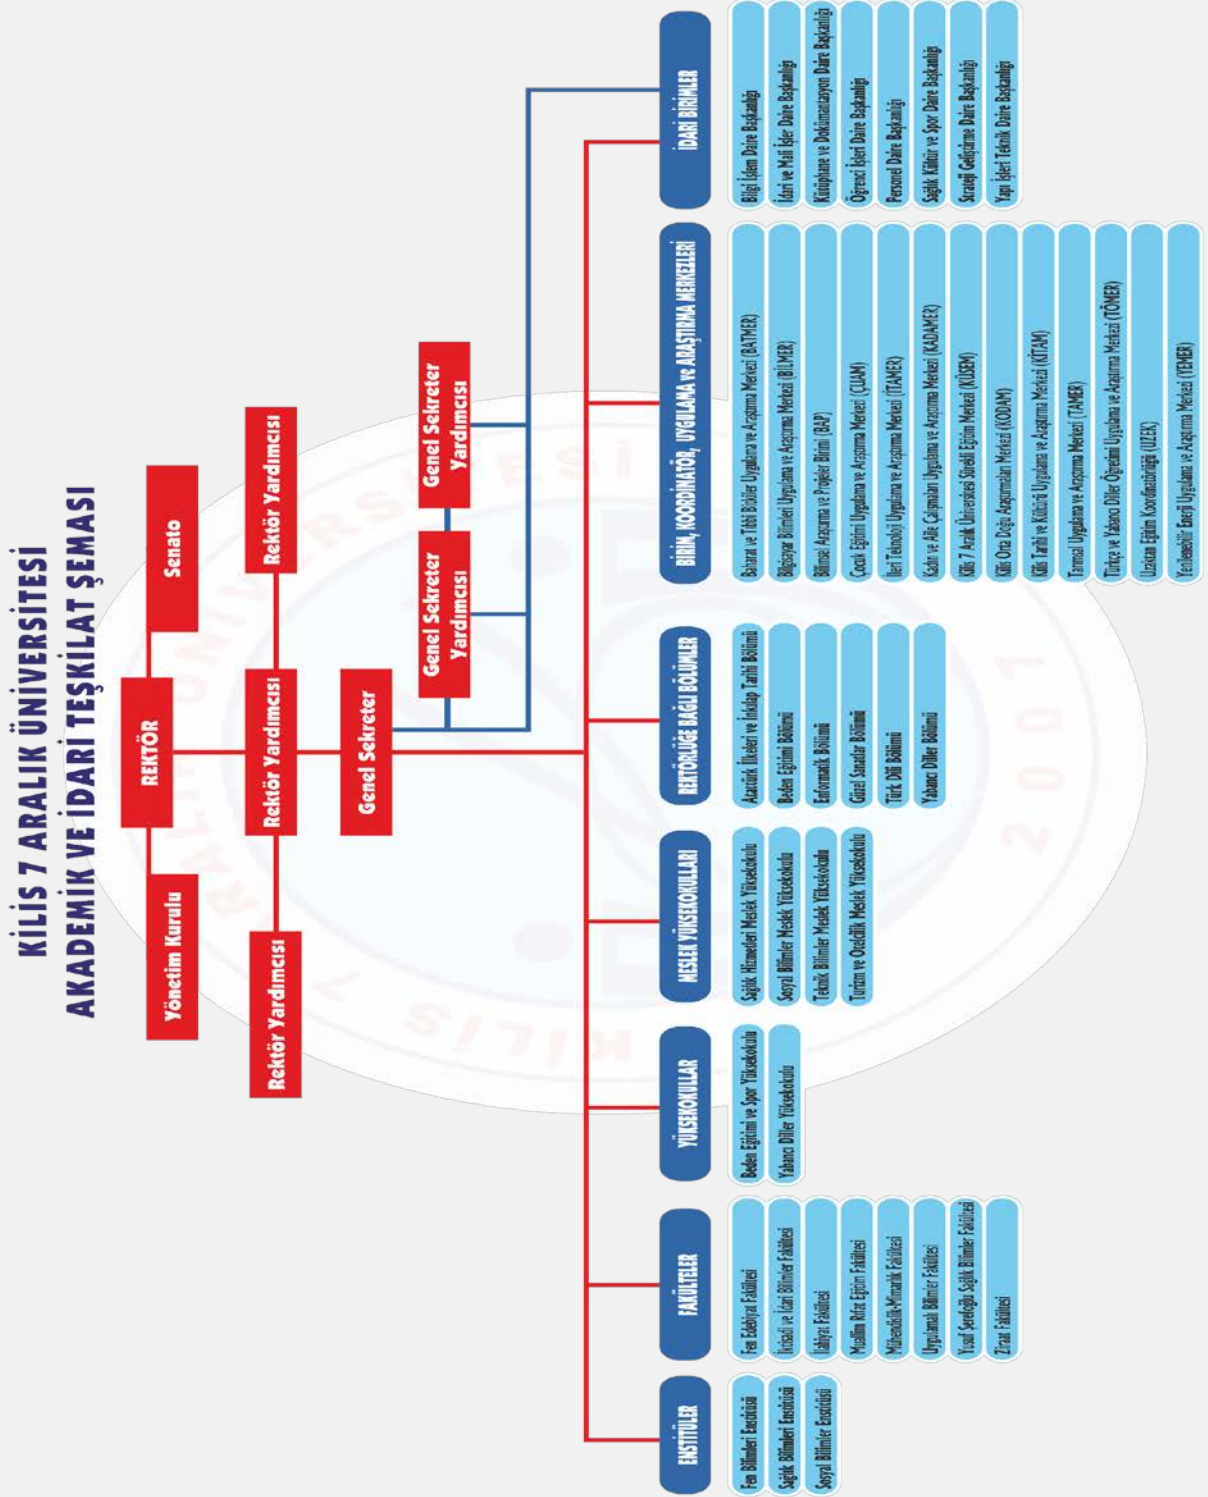 KİLİS 7 ARALIK ÜNİVERSİTESİ
AKADEMİK VE İDARİ TEŞKİLAT ŞEMASI
REKTÖR
Yönetim Kurulu
Senato
Rektör Yardımcısı
Rektör Yardımcısı
Rektör Yardımcısı
Genel Sekreter
Genel Sekreter
Yardımcısı
Genel Sekreter
Yardımcısı
ENSTİTÜLER
Fen Bilimleri Enstitüsü
Sağlık Bilimleri Enstitüsü
Sosyal Bilimler Enstitüsü
FAKÜLTELER
Fen Edebiyat Fakültesi
İktisadi ve İdari Bilimler Fakültesi
İlahiyat Fakültesi
Muallim Rıfat Eğitim Fakültesi
Mühendislik-Mimarlık Fakültesi
Uygulamalı Bilimler Fakültesi
Yusuf Şerefoğlu Sağlık Bilimler Fakültesi
Ziraat Fakültesi
YÜKSEKOKULLAR
Beden Eğitimi ve Spor Yüksekokulu
Yabancı Diller Yüksekokulu
MESLEK YÜKSEKOKULLARI
Sağlık Hizmetleri Meslek Yüksekokulu
Sosyal Bilimler Meslek Yüksekokulu
Teknik Bilimler Meslek Yüksekokulu
Turizm ve Otelcilik Meslek Yüksekokulu
REKTÖRLÜĞE BAĞLI BÖLÜMLER
Atatürk İlkeleri ve İnkılap Tarihi Bölümü
Beden Eğitimi Bölümü
Enformatik Bölümü
Güzel Sanatlar Bölümü
Türk Dili Bölümü
Yabancı Diller Bölümü
BİRİM, KOORDİNATÖR, UYGULAMA ve ARAŞTIRMA MERKEZLERİ
Baharat ve Tıbbi Bitkiler Uygulama ve Araştırma Merkezi (BATMER)
Bilgisayar Bilimleri Uygulama ve Araştırma Merkezi (BİLMER)
Bilimsel Araştırma ve Projeler Birimi (BAP)
Çocuk Eğitimi Uygulama ve Araştırma Merkezi (ÇUAM)
İleri Teknoloji Uygulama ve Araştırma Merkezi (İTAMER)
Kadın ve Aile Çalışmaları Uygulama ve Araştırma Merkezi (KADAMER)
Kilis 7 Aralık Üniversitesi Sürekli Eğitim Merkezi (KÜSEM)
Kilis Orta Doğu Araştırmaları Merkezi (KODAM)
Kilis Tarihi ve Kültürü Uygulama ve Araştırma Merkezi (KİTAM)
Tarımsal Uygulama ve Araştırma Merkezi (TAMER)
Türkçe ve Yabancı Diller Öğretimi Uygulama ve Araştırma Merkezi (TÖMER)
Uzaktan Eğitim Koordinatörlüğü (UZEK)
Yenilenebilir Enerji Uygulama ve Araştırma Merkezi (YEMER)
İDARİ BİRİMLER
Bilgi İşlem Daire Başkanlığı
İdari ve Mali İşler Daire Başkanlığı
Kütüphane ve Dokümantasyon Daire Başkanlığı
Öğrenci İşleri Daire Başkanlığı
Personel Daire Başkanlığı
Sağlık Kültür ve Spor Daire Başkanlığı
Strateji Geliştirme Daire Başkanlığı
Yapı İşleri Teknik Daire Başkanlığı
KİLİS 7 ARALIK ÜNİVERSİTESİ
2007